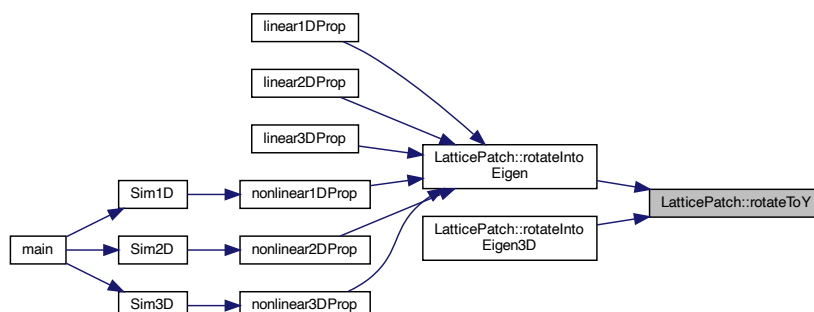 linear1DProp
linear2DProp
linear3DProp
LatticePatch::rotateInto
Eigen
Sim1D
nonlinear1DProp
LatticePatch::rotateToY
main
Sim2D
nonlinear2DProp
LatticePatch::rotateInto
Eigen3D
Sim3D
nonlinear3DProp